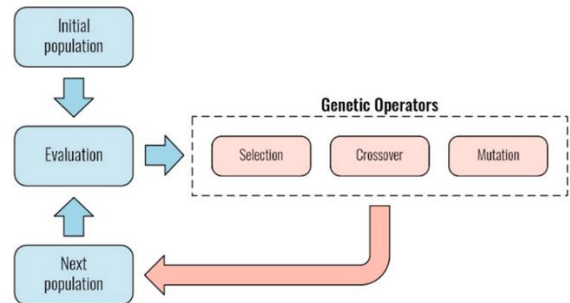 Initial
population
Genetic Operators
Evaluation
Selection
Crossover
Mutation
Next
population